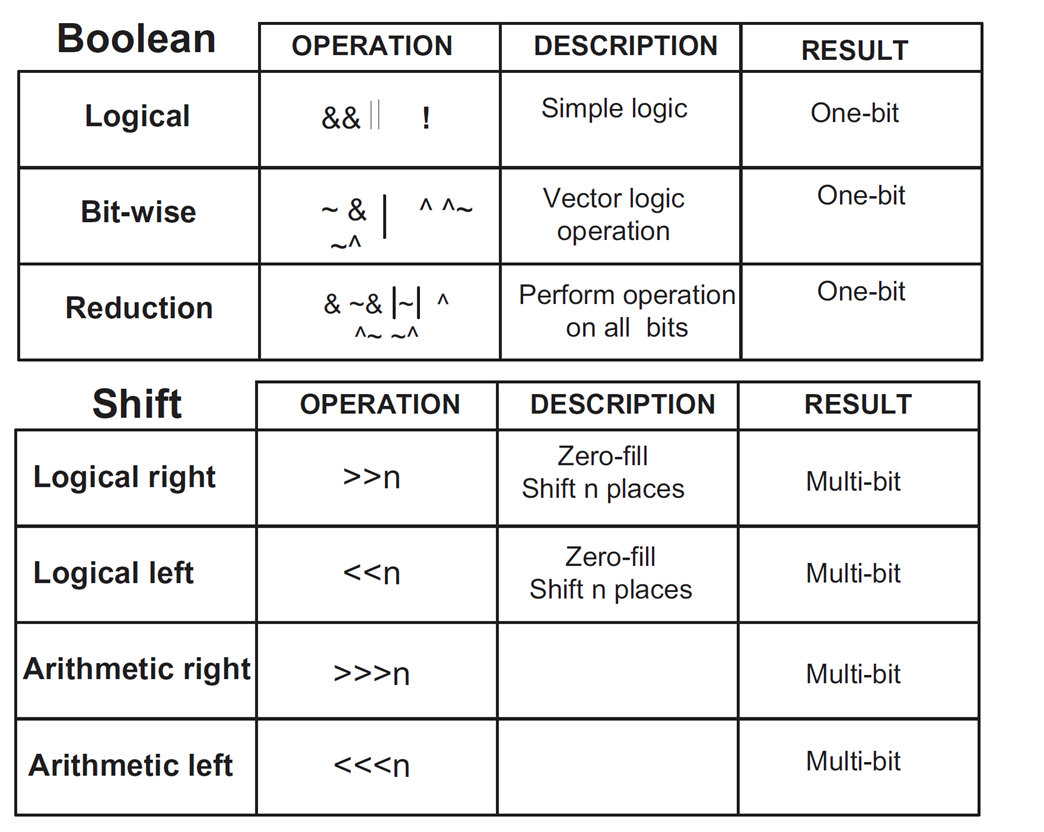 Boolean OPERATION DESCRIPTION RESULT
Logical && || ! Simple logic One-bit
Bit-wise ~ & | ^ ^~ Vector logic One-bit
~^ operation
Reduction & ~& |~| ^ Perform operation One-bit
^~ ~^ on all bits
Shift OPERATION DESCRIPTION RESULT
Logical right >>n Zero-fill Multi-bit
Shift n places
Logical left <<n Zero-fill Multi-bit
Shift n places
Arithmetic right >>>n Multi-bit
Arithmetic left <<<n Multi-bit